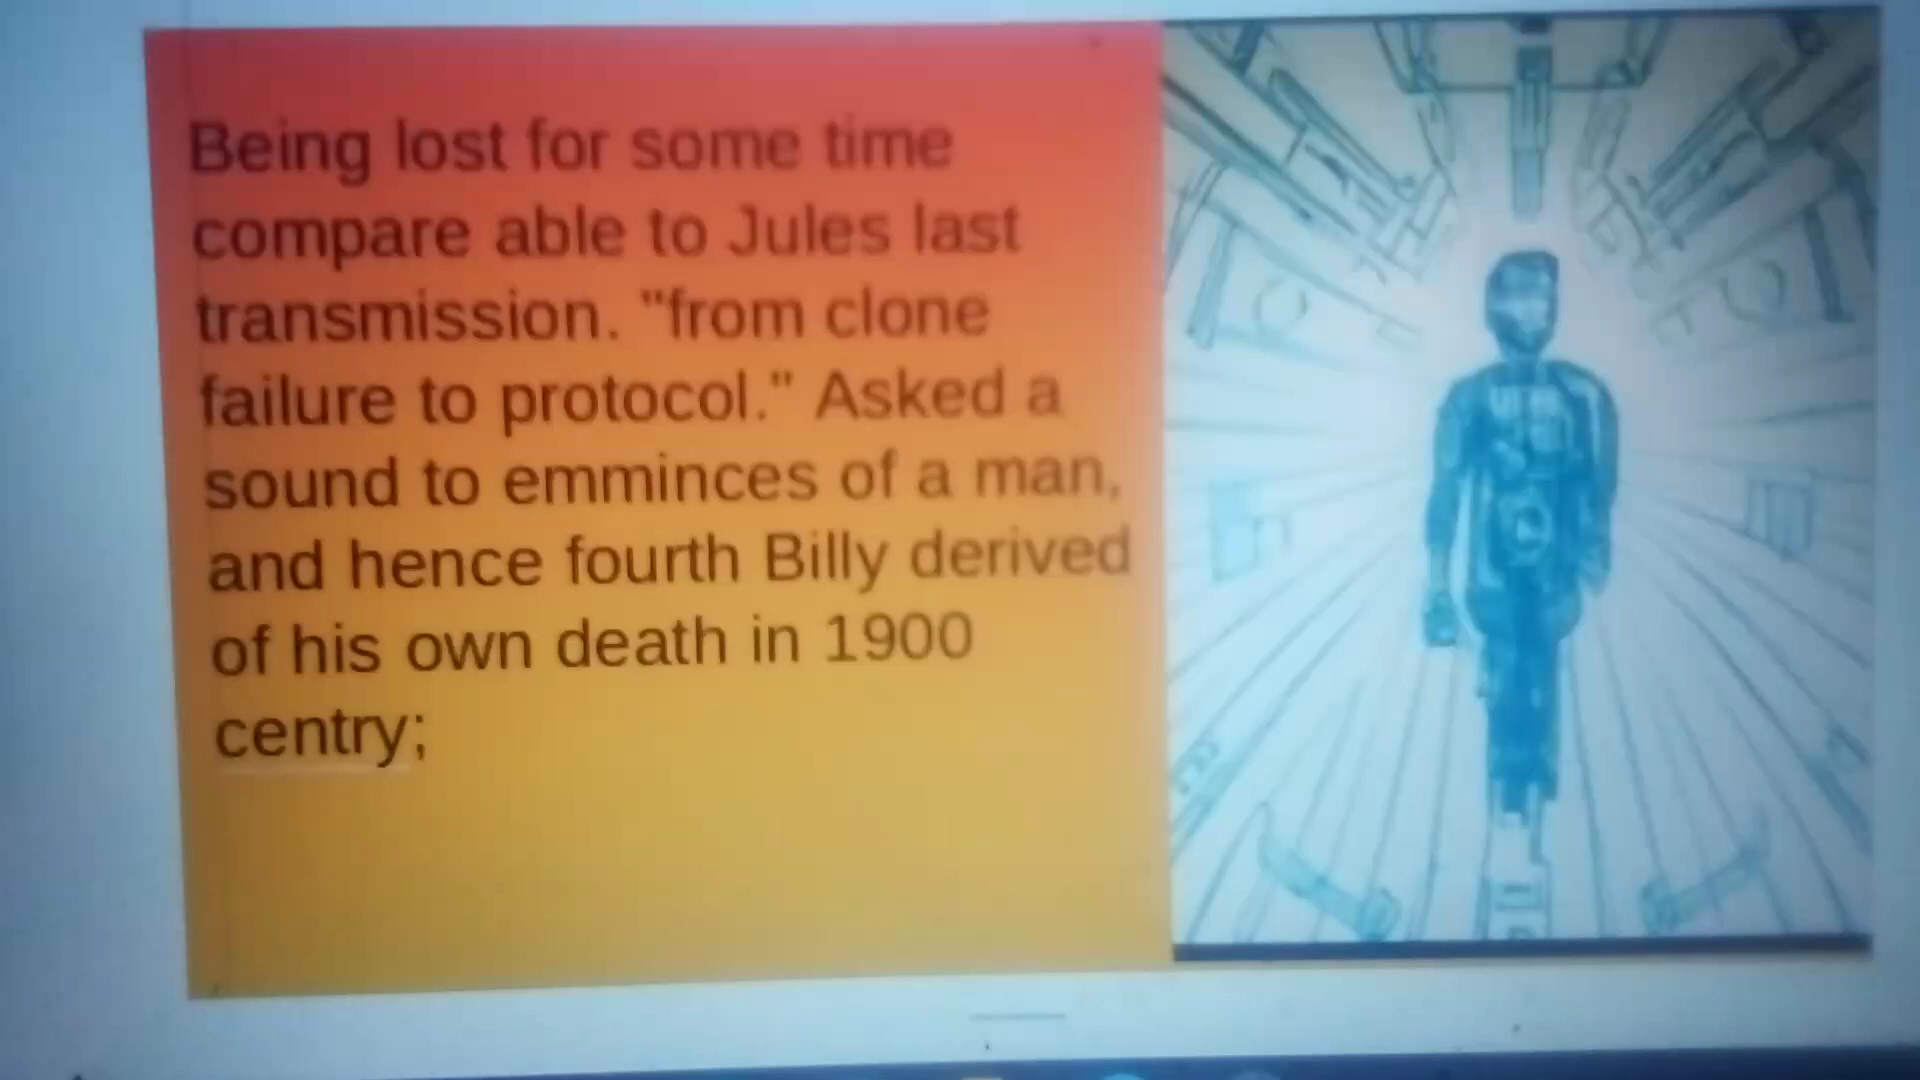 Being lost for some time
compare able to Jules last
transmission. "from clone
failure to protocol." Asked a
sound to emminces of a man,
and hence fourth Billy derived
of his own death in 1900
centry;